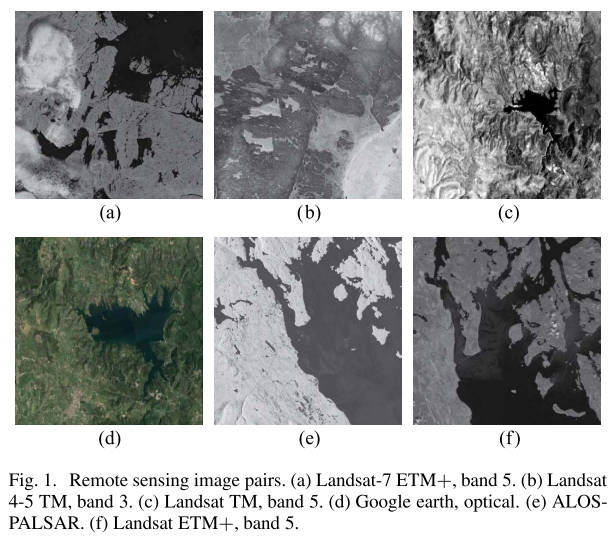 (a)
(b)
(c)
(d)
(e)
(f)
Fig. 1. Remote sensing image pairs. (a) Landsat-7 ETM+, band 5. (b) Landsat
4-5 TM, band 3. (c) Landsat TM, band 5. (d) Google earth, optical. (e) ALOS-
PALSAR. (f) Landsat ETM+, band 5.